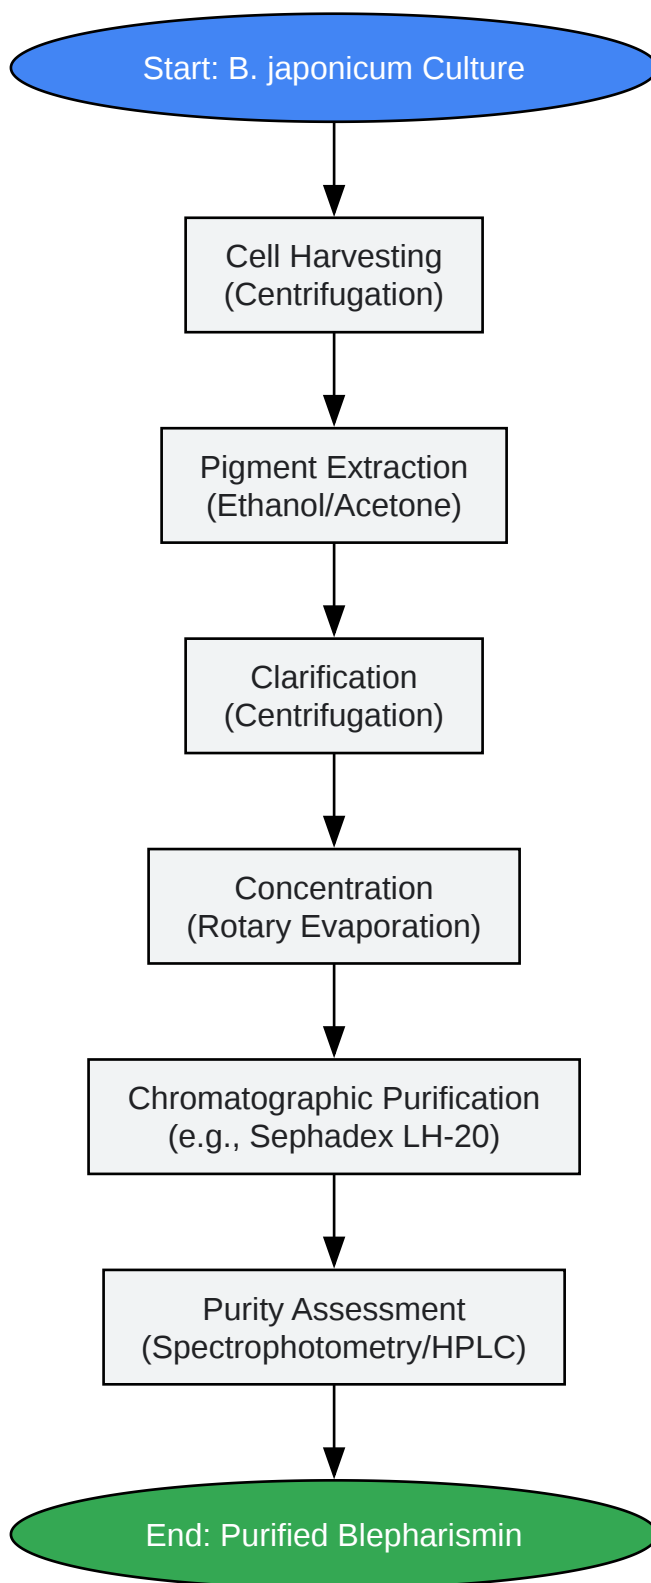 Start: B. japonicum Culture
Cell Harvesting
(Centrifugation)
Pigment Extraction
(Ethanol/Acetone)
Clarification
(Centrifugation)
Concentration
(Rotary Evaporation)
Chromatographic Purification
(e.g., Sephadex LH-20)
Purity Assessment
(Spectrophotometry/HPLC)
End: Purified Blepharismin